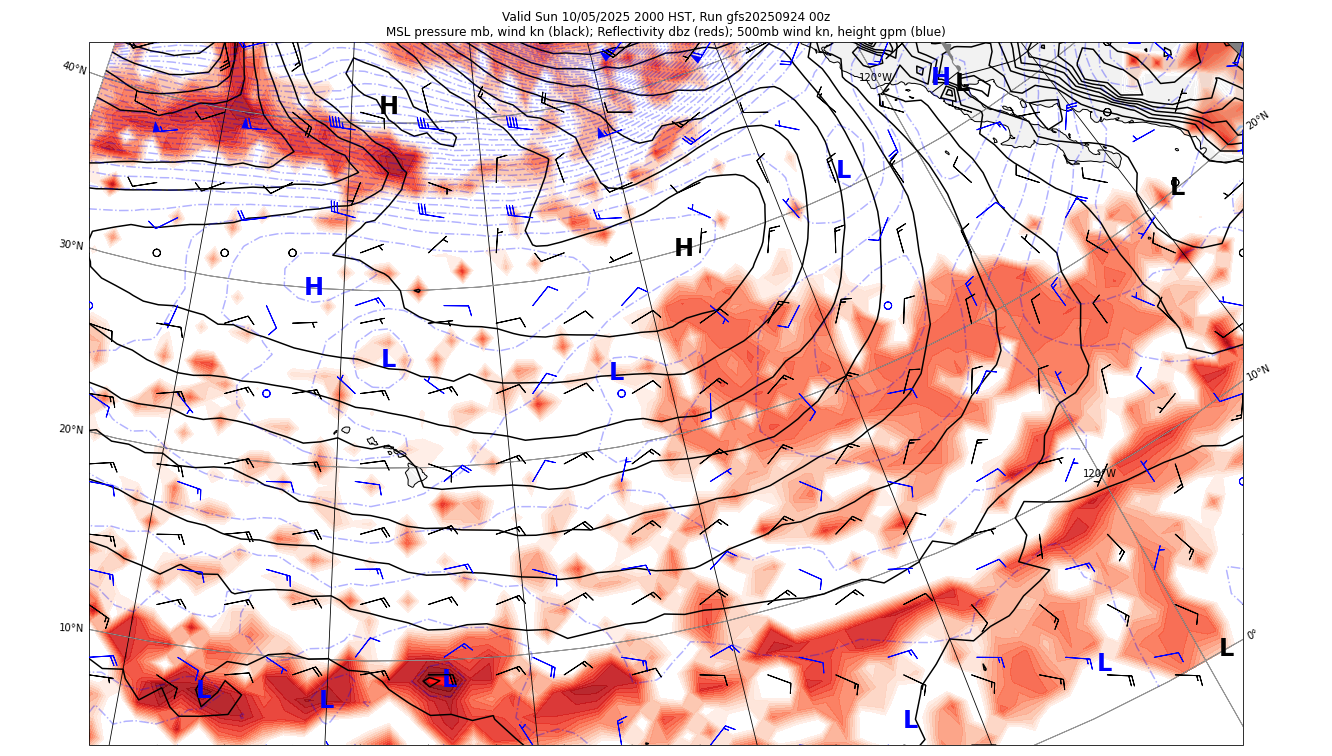 Valid Sun 10/05/2025 2000 HST, Run gfs20250924 00z
MSL pressure mb, wind kn (black); Reflectivity dbz (reds); 500mb wind kn, height gpm (blue)
40°N
120°W
H
L
H
20°N
L
L
30°N
H
H
L
L
10°N
20°N
120°W
10°N
0°
L
L
L
L
L
L